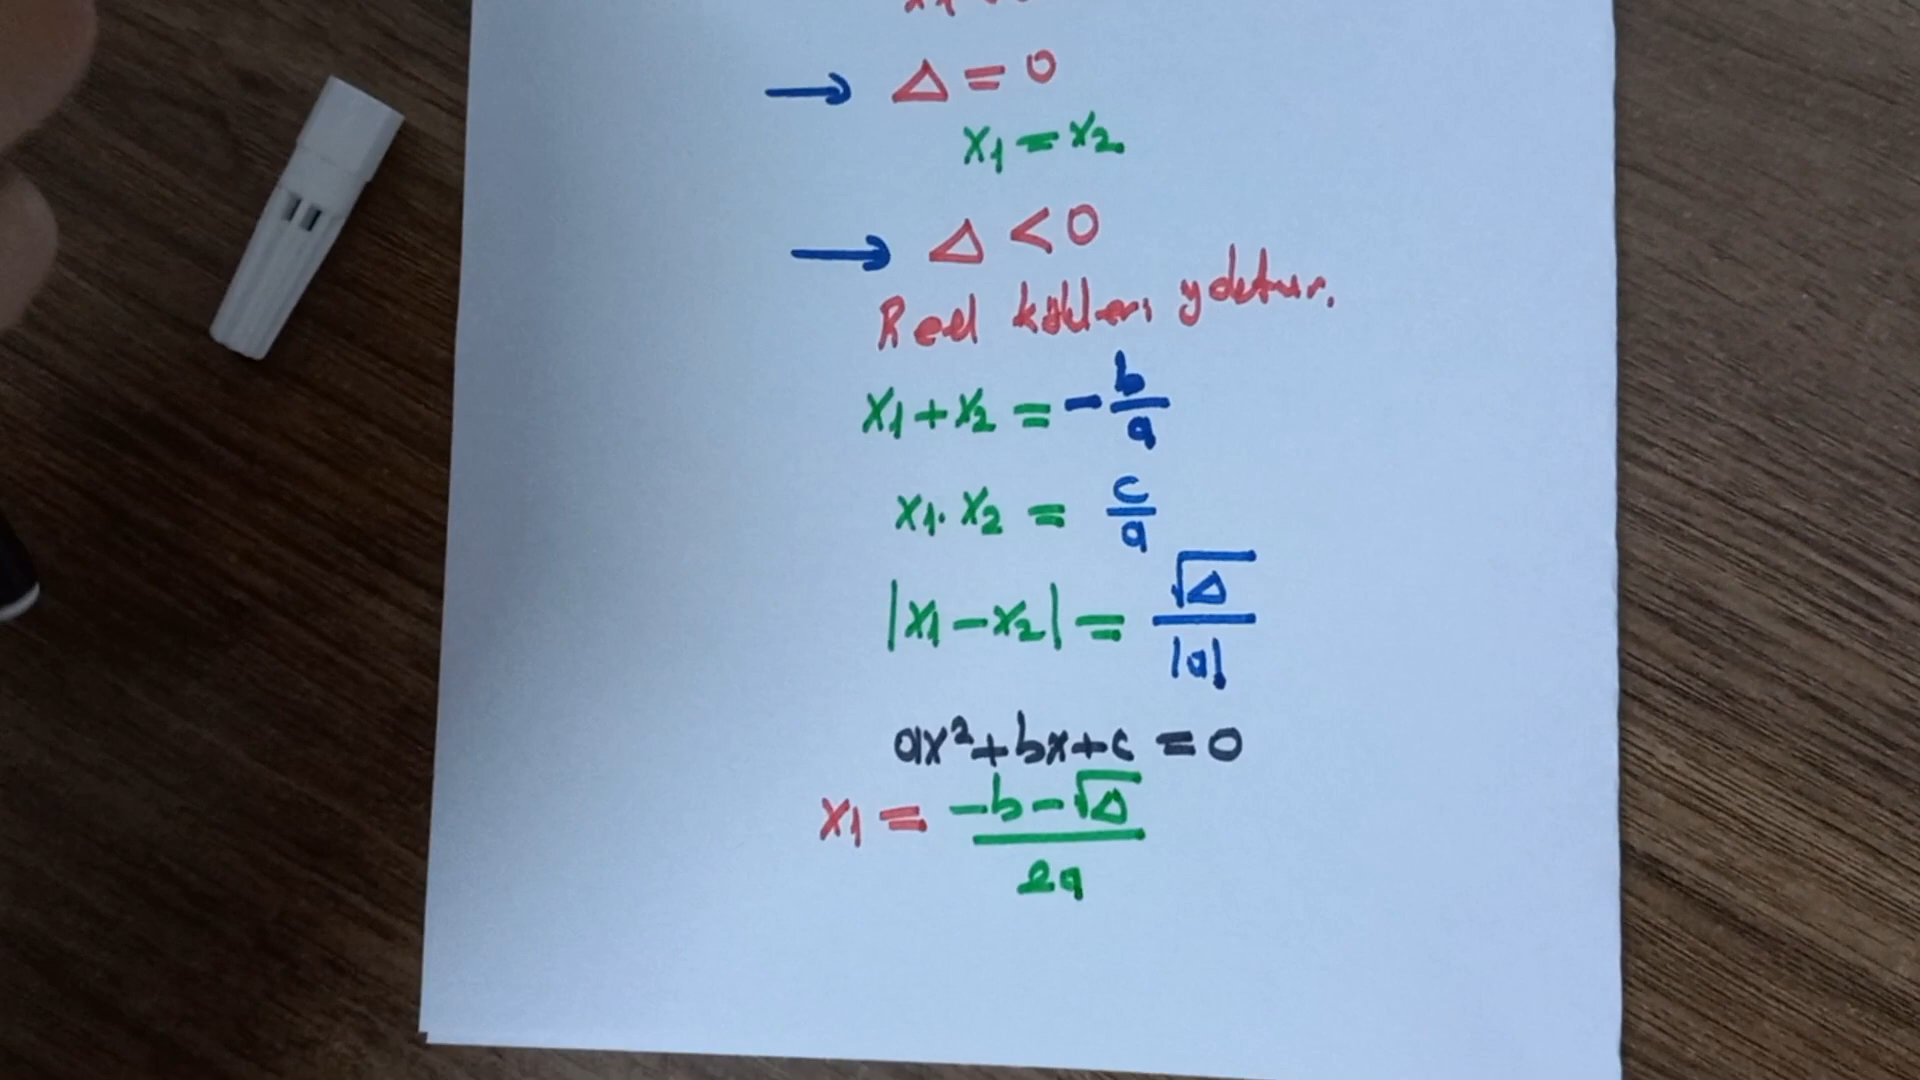 → Δ = 0
x₁ = x₂
→ Δ < 0
Reel kökleri yoktur.
x₁ + x₂ = -b/a
x₁ . x₂ = c/a
|x₁ - x₂| = √Δ/|a|
ax² + bx + c = 0
x₁ = (-b - √Δ)/2a